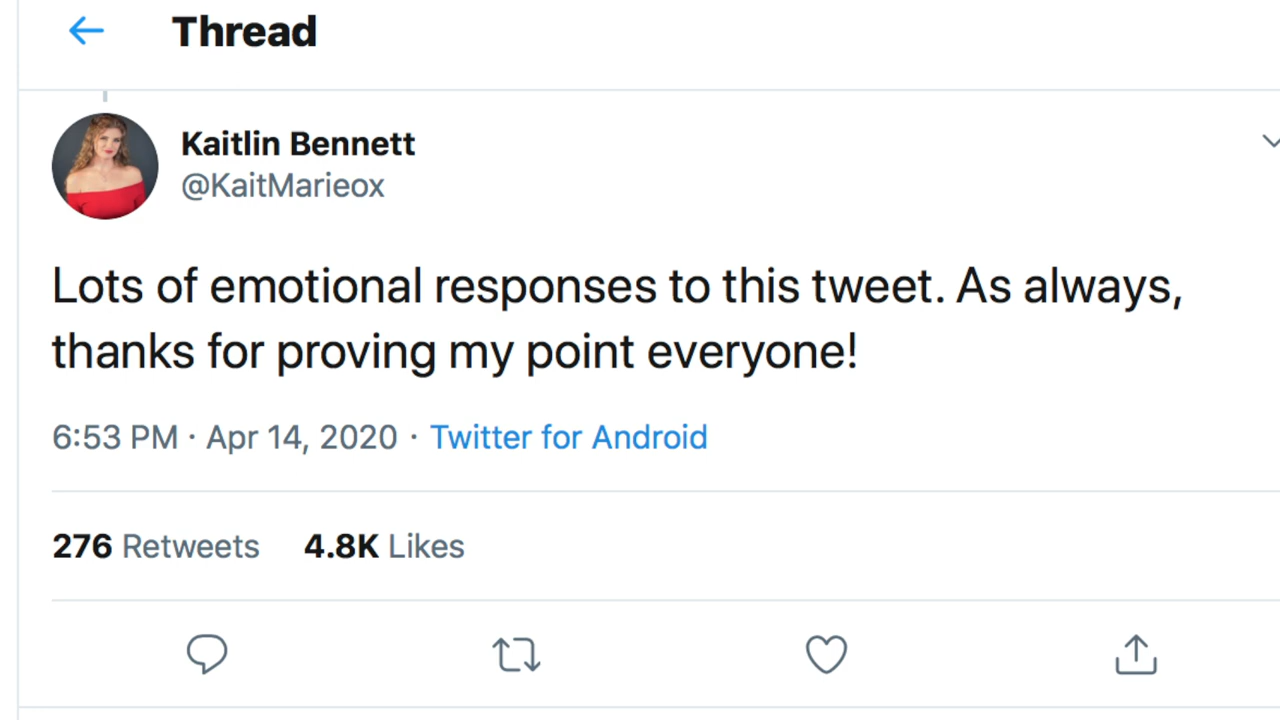 Thread
Kaitlin Bennett
@KaitMarieox
Lots of emotional responses to this tweet. As always,
thanks for proving my point everyone!
6:53 PM · Apr 14, 2020 · Twitter for Android
276 Retweets 4.8K Likes